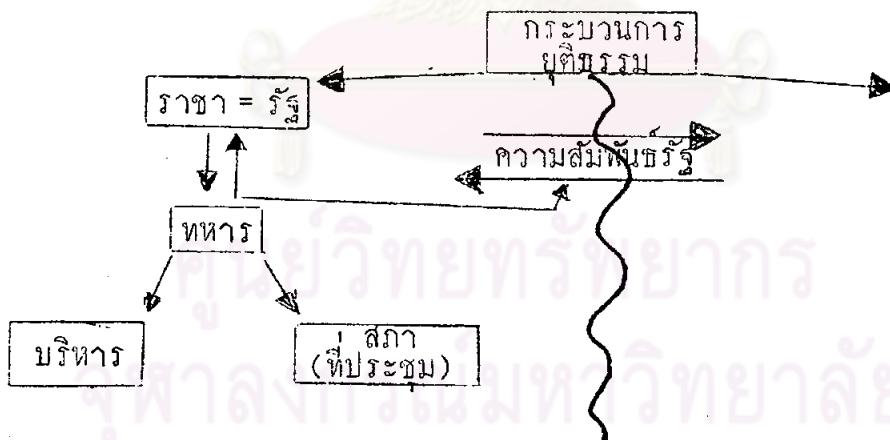 กระบวนการ
ยุติธรรม
ราชา = รัฐ
ความสัมพันธ์รัฐ
ทหาร
บริหาร
สภา
(ที่ประชุม)
ศูนย์วิทยทรัพยากร
จุฬาลงกรณ์มหาวิทยาลัย